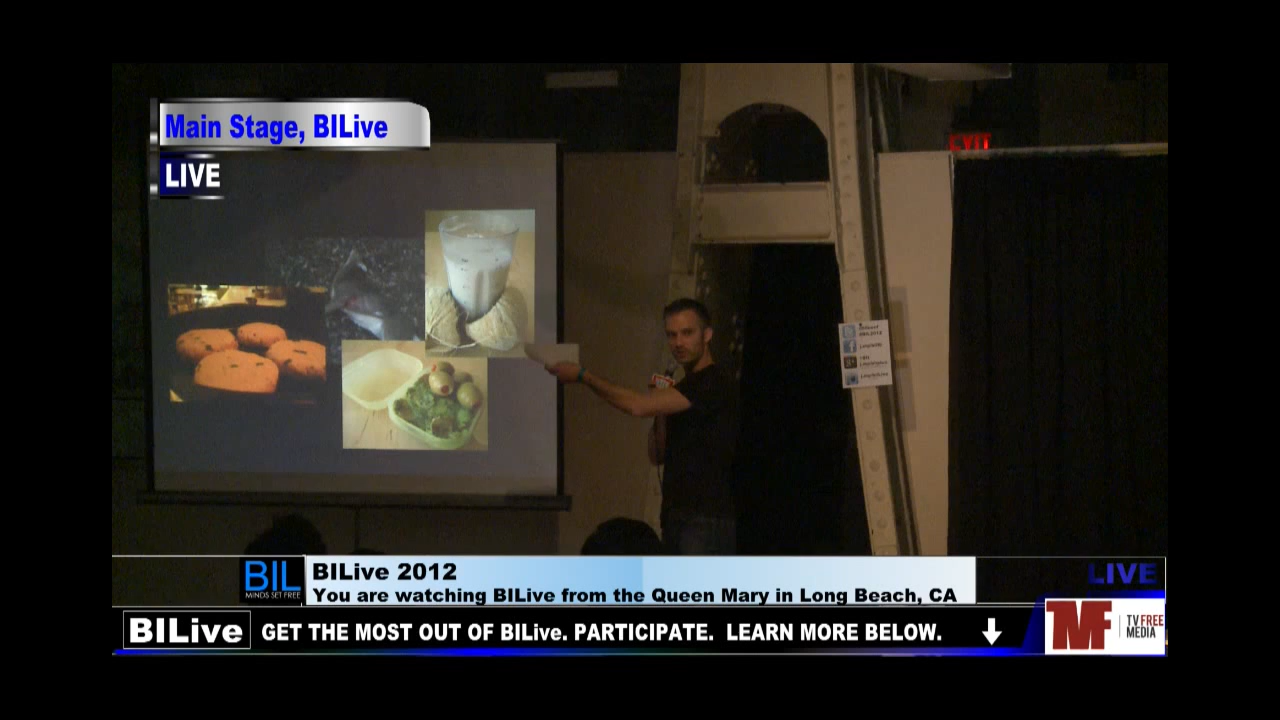 Main Stage, BILive
LIVE
EXIT
BIL
MINDS SET FREE
BILive 2012
You are watching BILive from the Queen Mary in Long Beach, CA
LIVE
BILive
GET THE MOST OUT OF BILive. PARTICIPATE. LEARN MORE BELOW.
TMF
TV FREE
MEDIA